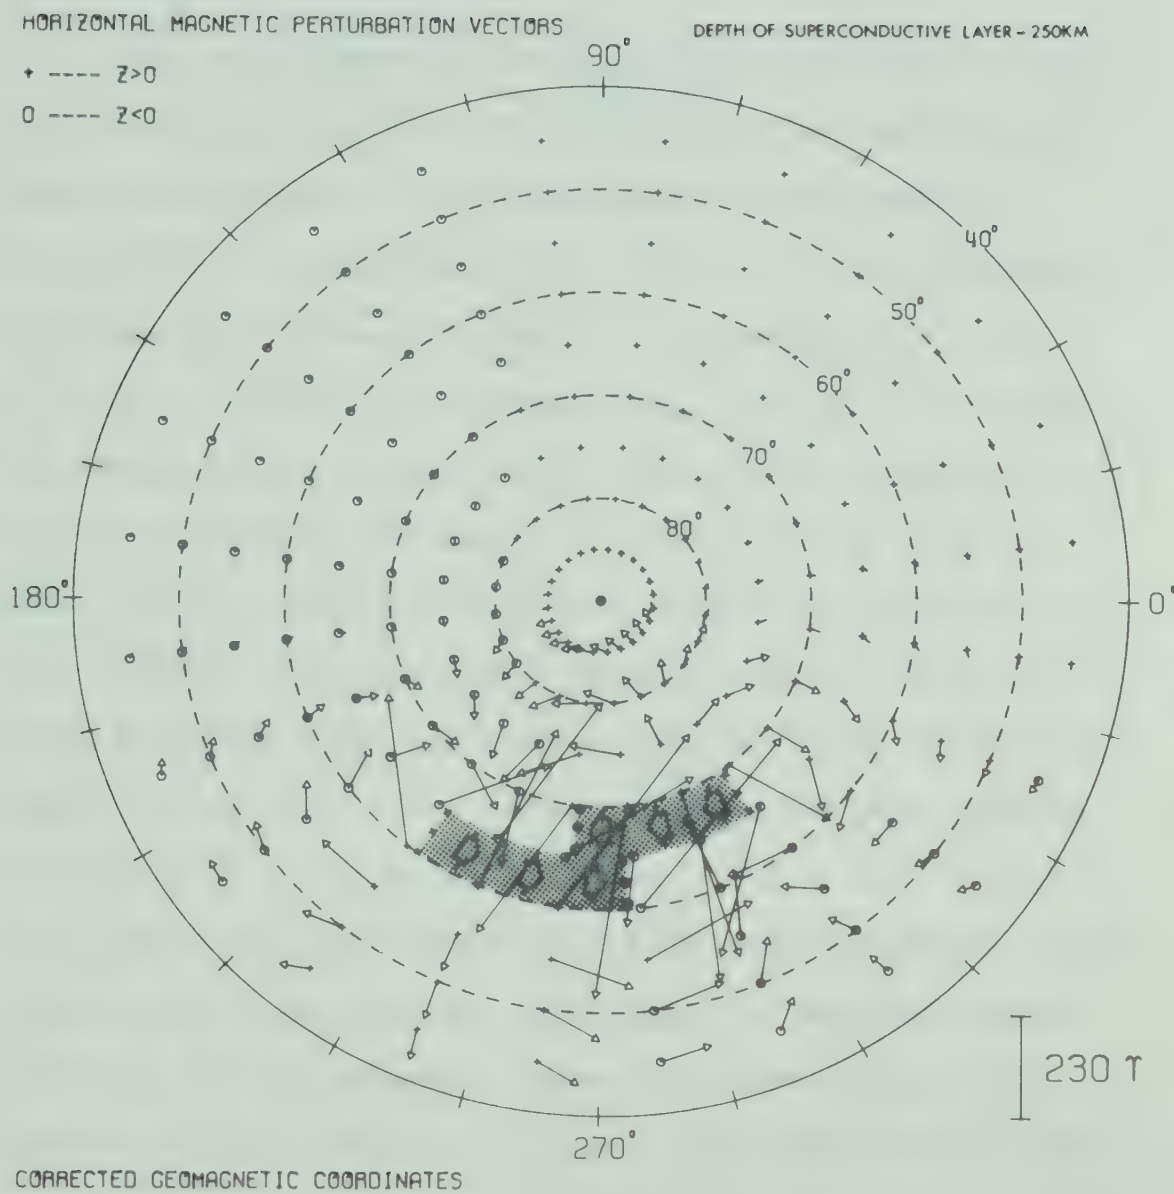 HORIZONTAL MAGNETIC PERTURBATION VECTORS
DEPTH OF SUPERCONDUCTIVE LAYER - 250KM
+ ---- Z>0
O ---- Z<0
90°
40°
50°
60°
70°
80°
180°
0°
230 γ
270°
CORRECTED GEOMAGNETIC COORDINATES